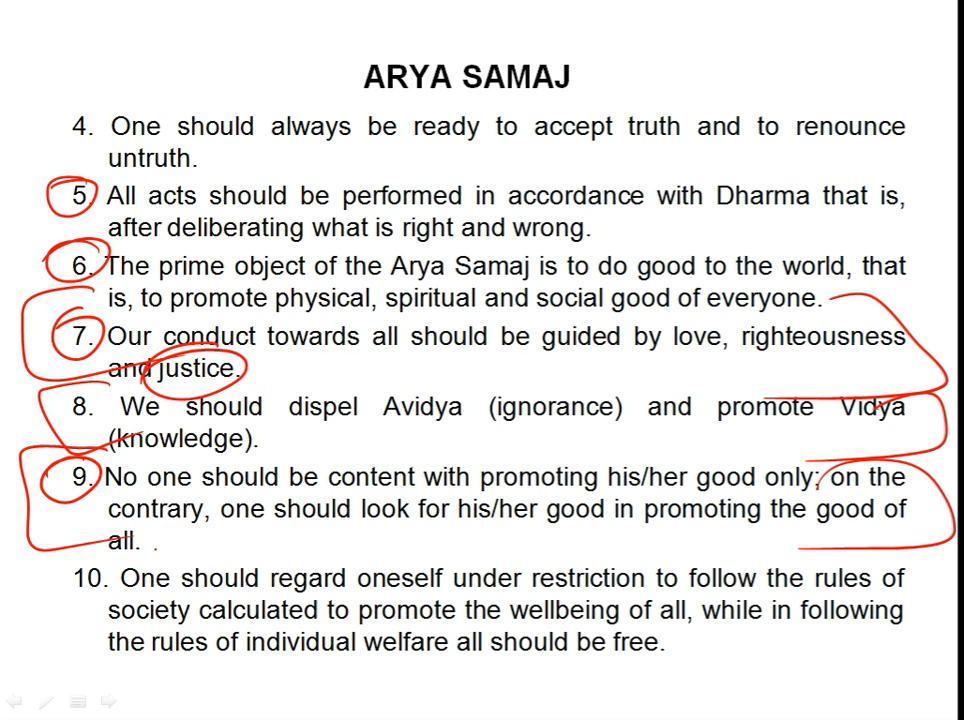 ARYA SAMAJ
4. One should always be ready to accept truth and to renounce
untruth.
5. All acts should be performed in accordance with Dharma that is,
after deliberating what is right and wrong.
6. The prime object of the Arya Samaj is to do good to the world, that
is, to promote physical, spiritual and social good of everyone.
7. Our conduct towards all should be guided by love, righteousness
and justice.
8. We should dispel Avidya (ignorance) and promote Vidya
(knowledge).
9. No one should be content with promoting his/her good only; on the
contrary, one should look for his/her good in promoting the good of
all.
10. One should regard oneself under restriction to follow the rules of
society calculated to promote the wellbeing of all, while in following
the rules of individual welfare all should be free.